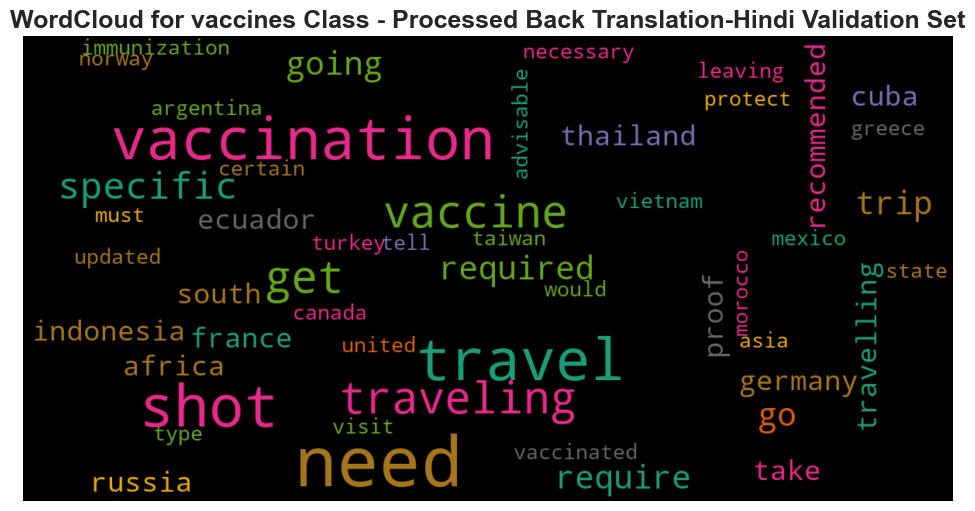 WordCloud for vaccines Class - Processed Back Translation-Hindi Validation Set
immunization
norway
going
necessary
leaving
recommended
argentina
advisable
protect
cuba
vaccination
thailand
greece
certain
specific
must
ecuador
vaccine
vietnam
trip
turkey
tell
taiwan
mexico
updated
get
required
would
state
south
proof
morocco
travelling
canada
indonesia
france
united
travel
asia
africa
germany
shot
traveling
go
type
visit
need
vaccinated
russia
require
take